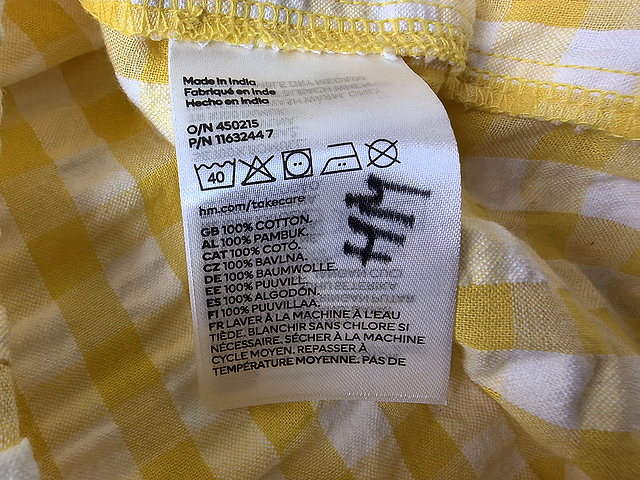 Made in India
Fabriqué en Inde
Hecho en India
O/N 450215
P/N 1163244 7
40
hm.com/takecare
GB 100% COTTON.
AL 100% PAMBUK.
CAT 100% COTÓ.
CZ 100% BAVLNA.
DE 100% BAUMWOLLE.
EE 100% PUUVILL.
ES 100% ALGODÓN.
FI 100% PUUVILLAA.
FR LAVER À LA MACHINE À L'EAU
TIÈDE. BLANCHIR SANS CHLORE SI
NÉCESSAIRE. SÉCHER À LA MACHINE
CYCLE MOYEN. REPASSER À
TEMPÉRATURE MOYENNE. PAS DE